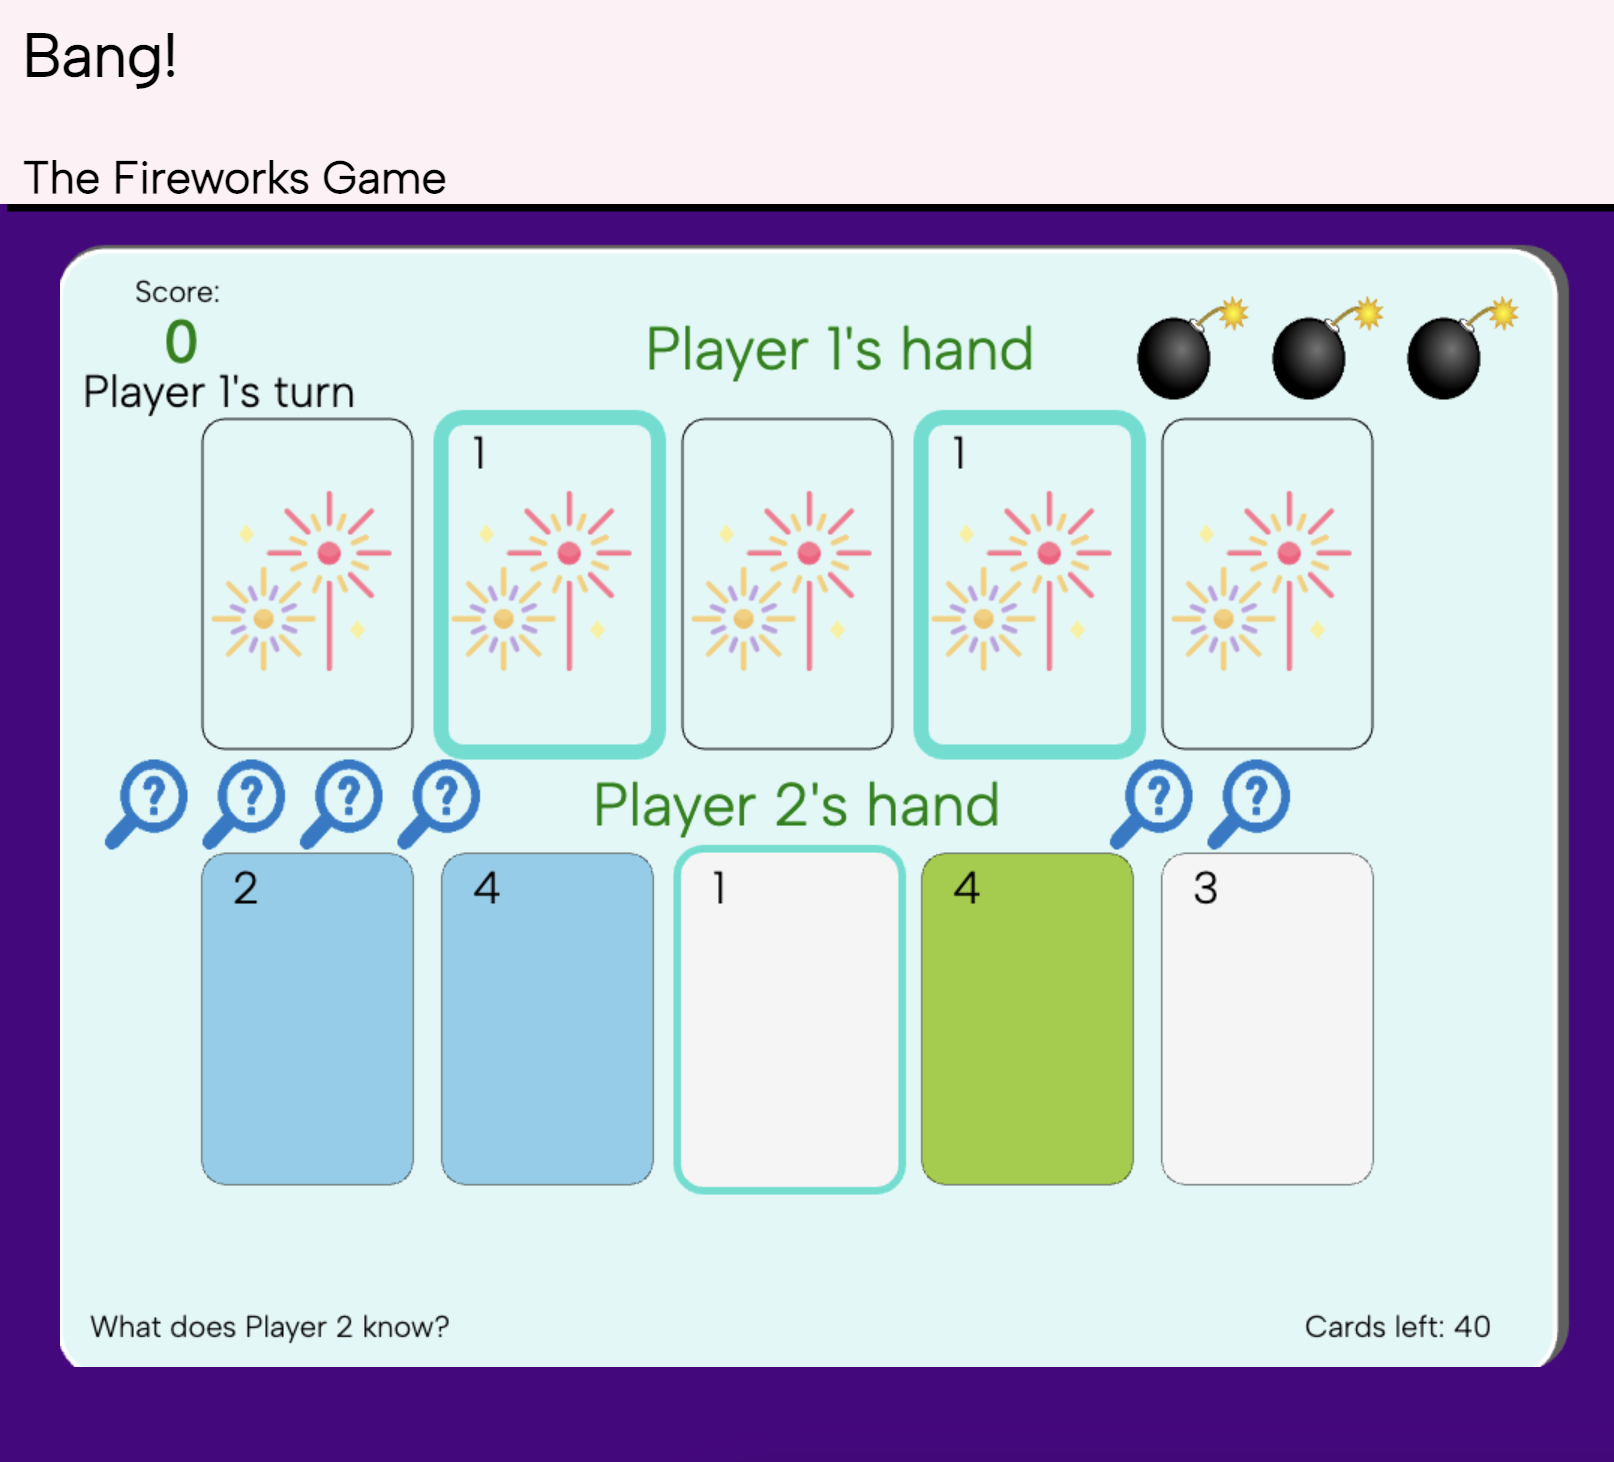 Bang!
The Fireworks Game
Score:
0
Player 1's turn
Player 1's hand
1 1
? ? ? ? Player 2's hand ? ?
2 4 1 4 3
What does Player 2 know?
Cards left: 40